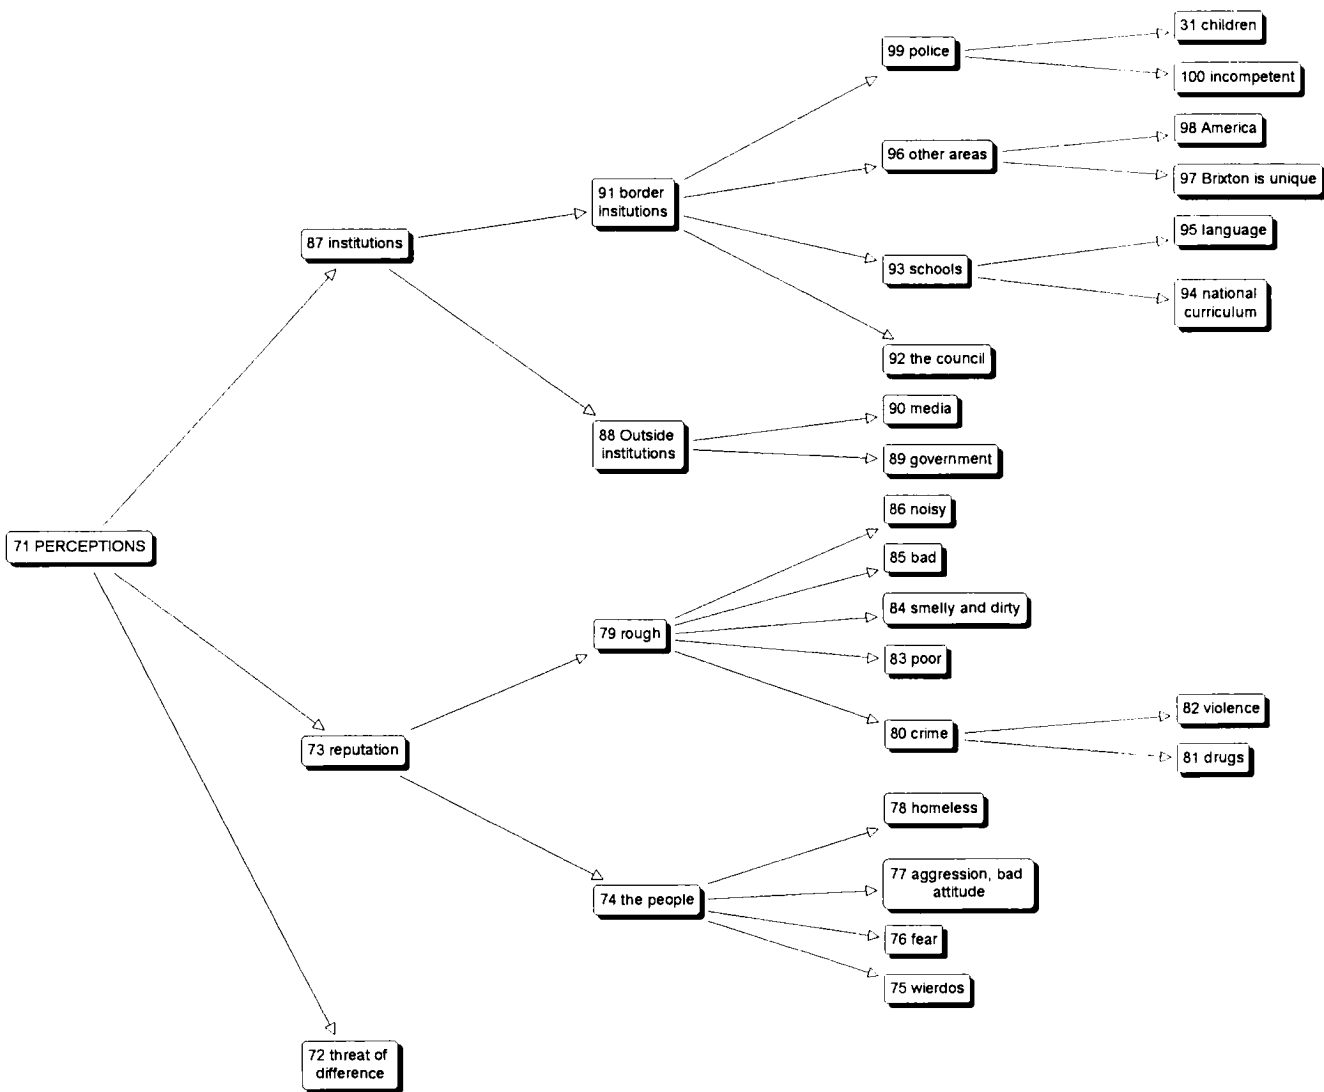 99 police
31 children
100 incompetent
98 America
96 other areas
97 Brixton is unique
91 border
insitutions
87 institutions
95 language
93 schools
94 national
curriculum
92 the council
90 media
88 Outside
institutions
89 government
86 noisy
71 PERCEPTIONS
85 bad
84 smelly and dirty
79 rough
83 poor
82 violence
80 crime
73 reputation
81 drugs
78 homeless
77 aggression, bad
attitude
74 the people
76 fear
75 wierdos
72 threat of
difference